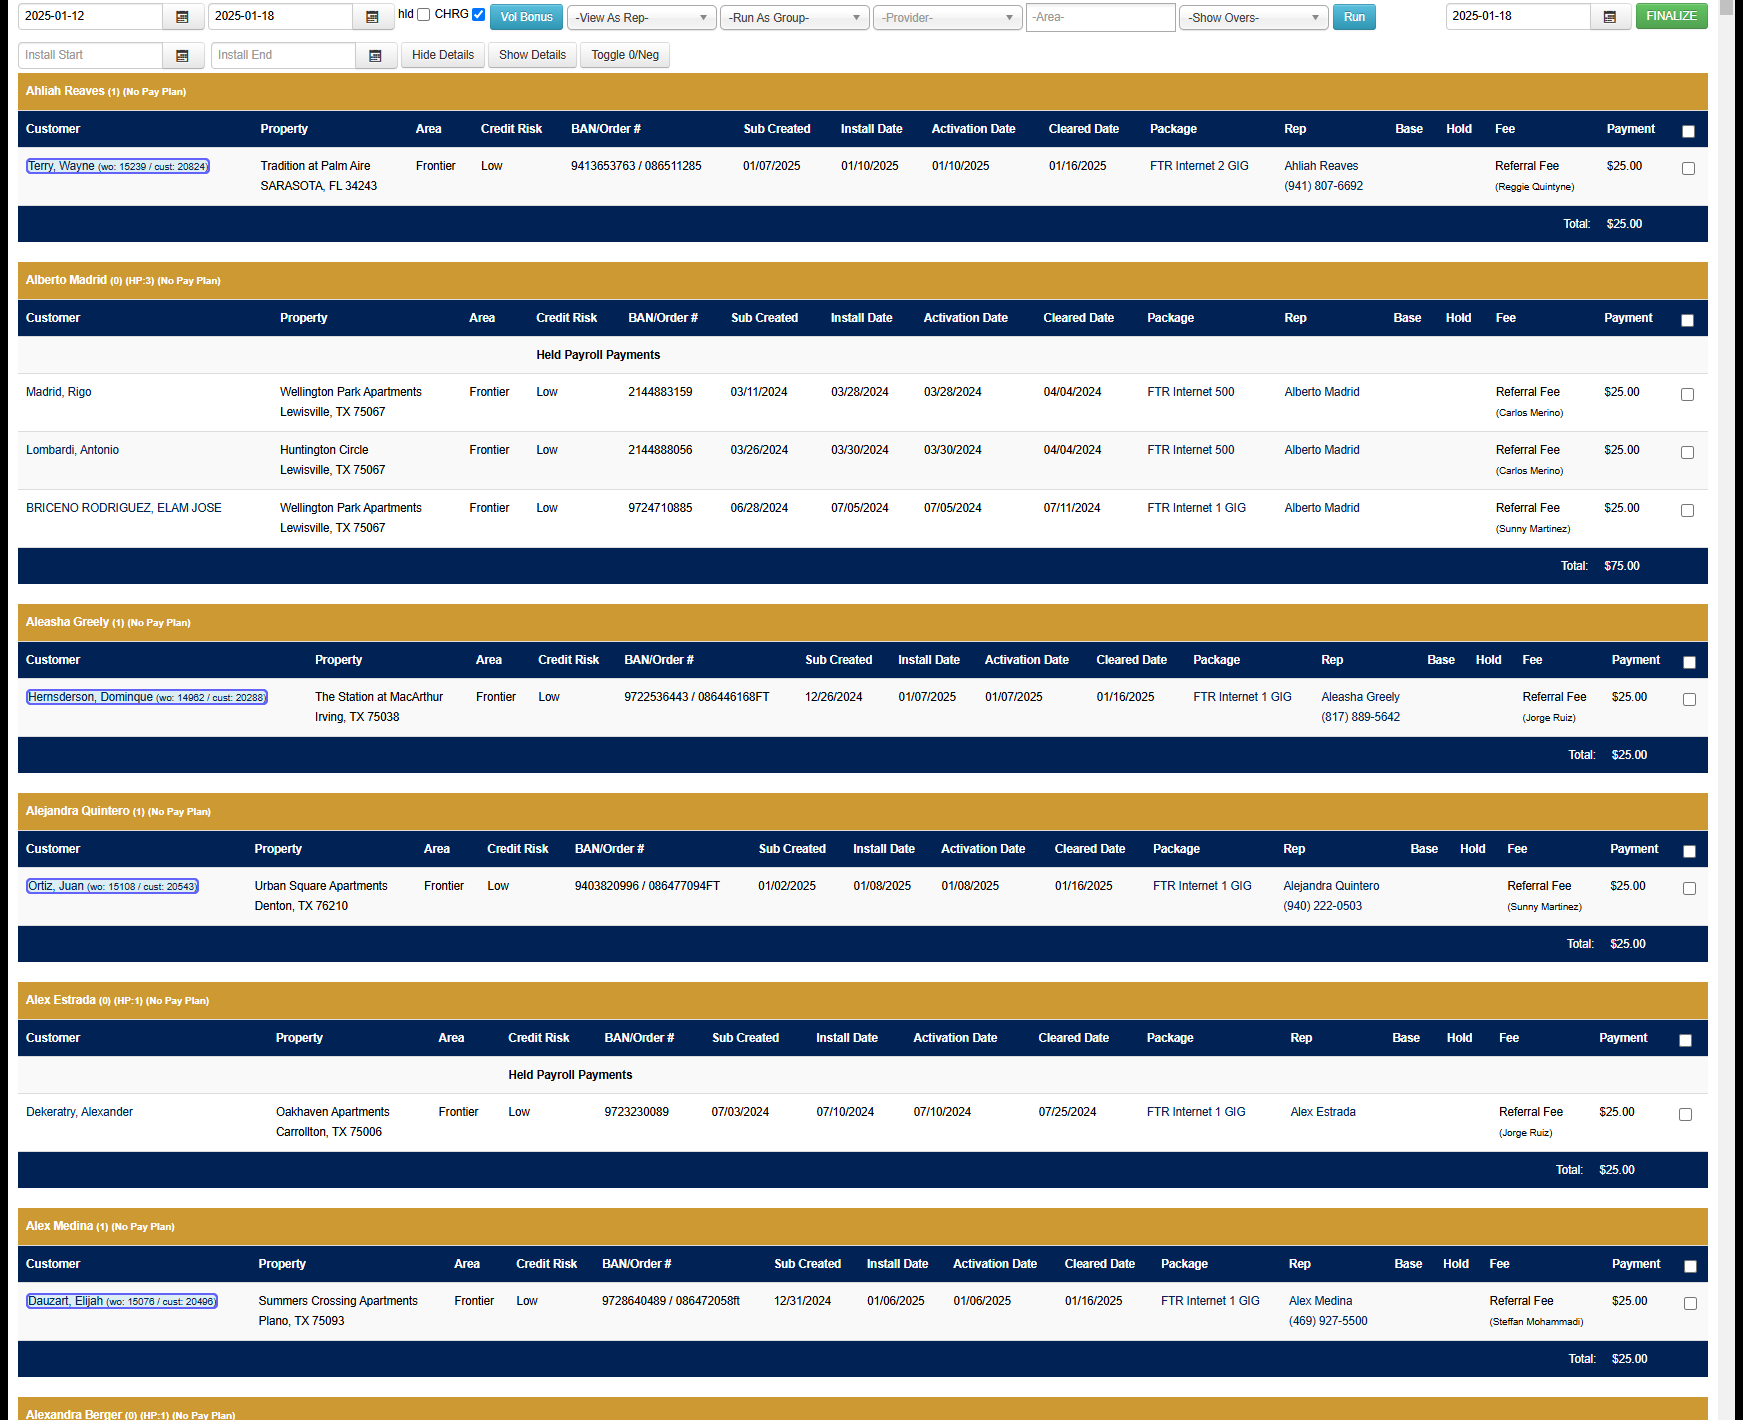 2025-01-12 2025-01-18 hld CHRG Vol Bonus -View As Rep- -Run As Group- -Provider- -Area- -Show Overs- Run 2025-01-18 FINALIZE
Install Start Install End Hide Details Show Details Toggle 0/Neg
Ahliah Reaves (1) (No Pay Plan)
Customer Property Area Credit Risk BAN/Order # Sub Created Install Date Activation Date Cleared Date Package Rep Base Hold Fee Payment
Terry, Wayne (wo: 15239 / cust: 20824) Tradition at Palm Aire Frontier Low 9413653763 / 086511285 01/07/2025 01/10/2025 01/10/2025 01/16/2025 FTR Internet 2 GIG Ahliah Reaves Referral Fee $25.00
SARASOTA, FL 34243 (941) 807-6692 (Reggie Quintyne)
Total: $25.00
Alberto Madrid (0) (HP:3) (No Pay Plan)
Customer Property Area Credit Risk BAN/Order # Sub Created Install Date Activation Date Cleared Date Package Rep Base Hold Fee Payment
Held Payroll Payments
Madrid, Rigo Wellington Park Apartments Frontier Low 2144883159 03/11/2024 03/28/2024 03/28/2024 04/04/2024 FTR Internet 500 Alberto Madrid Referral Fee $25.00
Lewisville, TX 75067 (Carlos Merino)
Lombardi, Antonio Huntington Circle Frontier Low 2144888056 03/26/2024 03/30/2024 03/30/2024 04/04/2024 FTR Internet 500 Alberto Madrid Referral Fee $25.00
Lewisville, TX 75067 (Carlos Merino)
BRICENO RODRIGUEZ, ELAM JOSE Wellington Park Apartments Frontier Low 9724710885 06/28/2024 07/05/2024 07/05/2024 07/11/2024 FTR Internet 1 GIG Alberto Madrid Referral Fee $25.00
Lewisville, TX 75067 (Sunny Martinez)
Total: $75.00
Aleasha Greely (1) (No Pay Plan)
Customer Property Area Credit Risk BAN/Order # Sub Created Install Date Activation Date Cleared Date Package Rep Base Hold Fee Payment
Hernsderson, Dominque (wo: 14962 / cust: 20288) The Station at MacArthur Frontier Low 9722536443 / 086446168FT 12/26/2024 01/07/2025 01/07/2025 01/16/2025 FTR Internet 1 GIG Aleasha Greely Referral Fee $25.00
Irving, TX 75038 (817) 889-5642 (Jorge Ruiz)
Total: $25.00
Alejandra Quintero (1) (No Pay Plan)
Customer Property Area Credit Risk BAN/Order # Sub Created Install Date Activation Date Cleared Date Package Rep Base Hold Fee Payment
Ortiz, Juan (wo: 15108 / cust: 20543) Urban Square Apartments Frontier Low 9403820996 / 086477094FT 01/02/2025 01/08/2025 01/08/2025 01/16/2025 FTR Internet 1 GIG Alejandra Quintero Referral Fee $25.00
Denton, TX 76210 (940) 222-0503 (Sunny Martinez)
Total: $25.00
Alex Estrada (0) (HP:1) (No Pay Plan)
Customer Property Area Credit Risk BAN/Order # Sub Created Install Date Activation Date Cleared Date Package Rep Base Hold Fee Payment
Held Payroll Payments
Dekeratry, Alexander Oakhaven Apartments Frontier Low 9723230089 07/03/2024 07/10/2024 07/10/2024 07/25/2024 FTR Internet 1 GIG Alex Estrada Referral Fee $25.00
Carrollton, TX 75006 (Jorge Ruiz)
Total: $25.00
Alex Medina (1) (No Pay Plan)
Customer Property Area Credit Risk BAN/Order # Sub Created Install Date Activation Date Cleared Date Package Rep Base Hold Fee Payment
Dauzart, Elijah (wo: 15076 / cust: 20496) Summers Crossing Apartments Frontier Low 9728640489 / 086472058ft 12/31/2024 01/06/2025 01/06/2025 01/16/2025 FTR Internet 1 GIG Alex Medina Referral Fee $25.00
Plano, TX 75093 (469) 927-5500 (Steffan Mohammadi)
Total: $25.00
Alexandra Berger (0) (HP:1) (No Pay Plan)